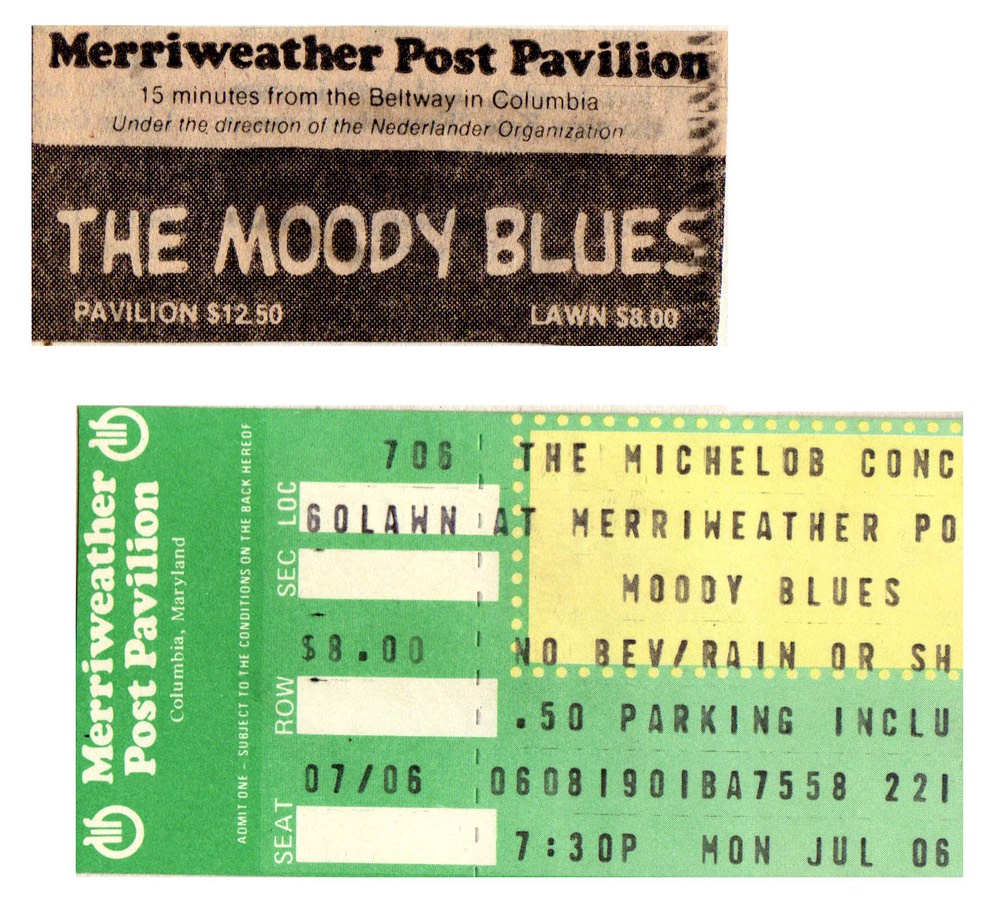 Merriweather Post Pavilion
15 minutes from the Beltway in Columbia
Under the direction of the Nederlander Organization
THE MOODY BLUES
PAVILION $12.50 LAWN $8.00
Merriweather
Post Pavilion
Columbia, Maryland
ADMIT ONE - SUBJECT TO THE CONDITIONS ON THE BACK HEREOF
LOC
SEC
ROW
SEAT
706 THE MICHELOB CONC
60LAWN AT MERRIWEATHER PO
MOODY BLUES
$8.00 NO BEV/RAIN OR SH
.50 PARKING INCLU
07/06 06081901BA7558 221
7:30P MON JUL 06